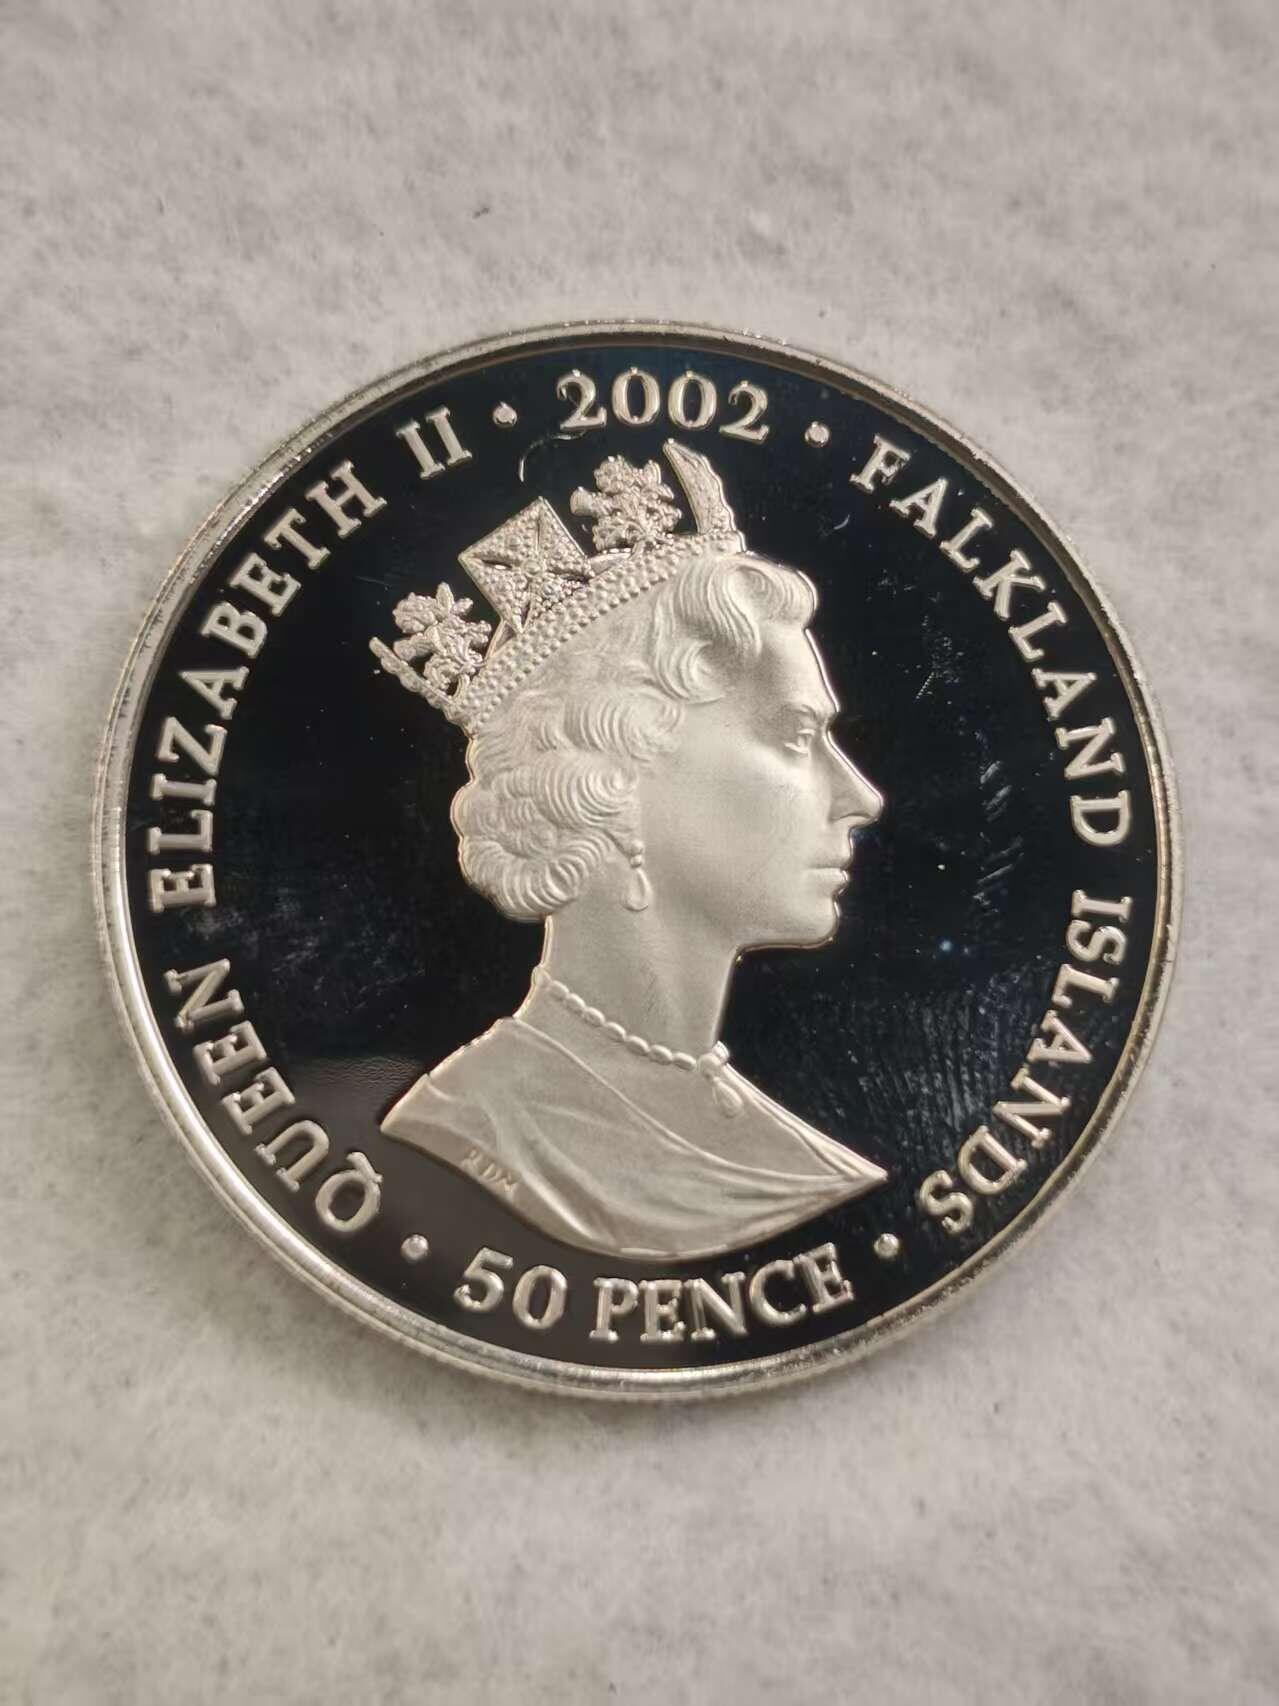 QUEEN ELIZABETH II · 2002 · FALKLAND ISLANDS · 50 PENCE ·
RDM